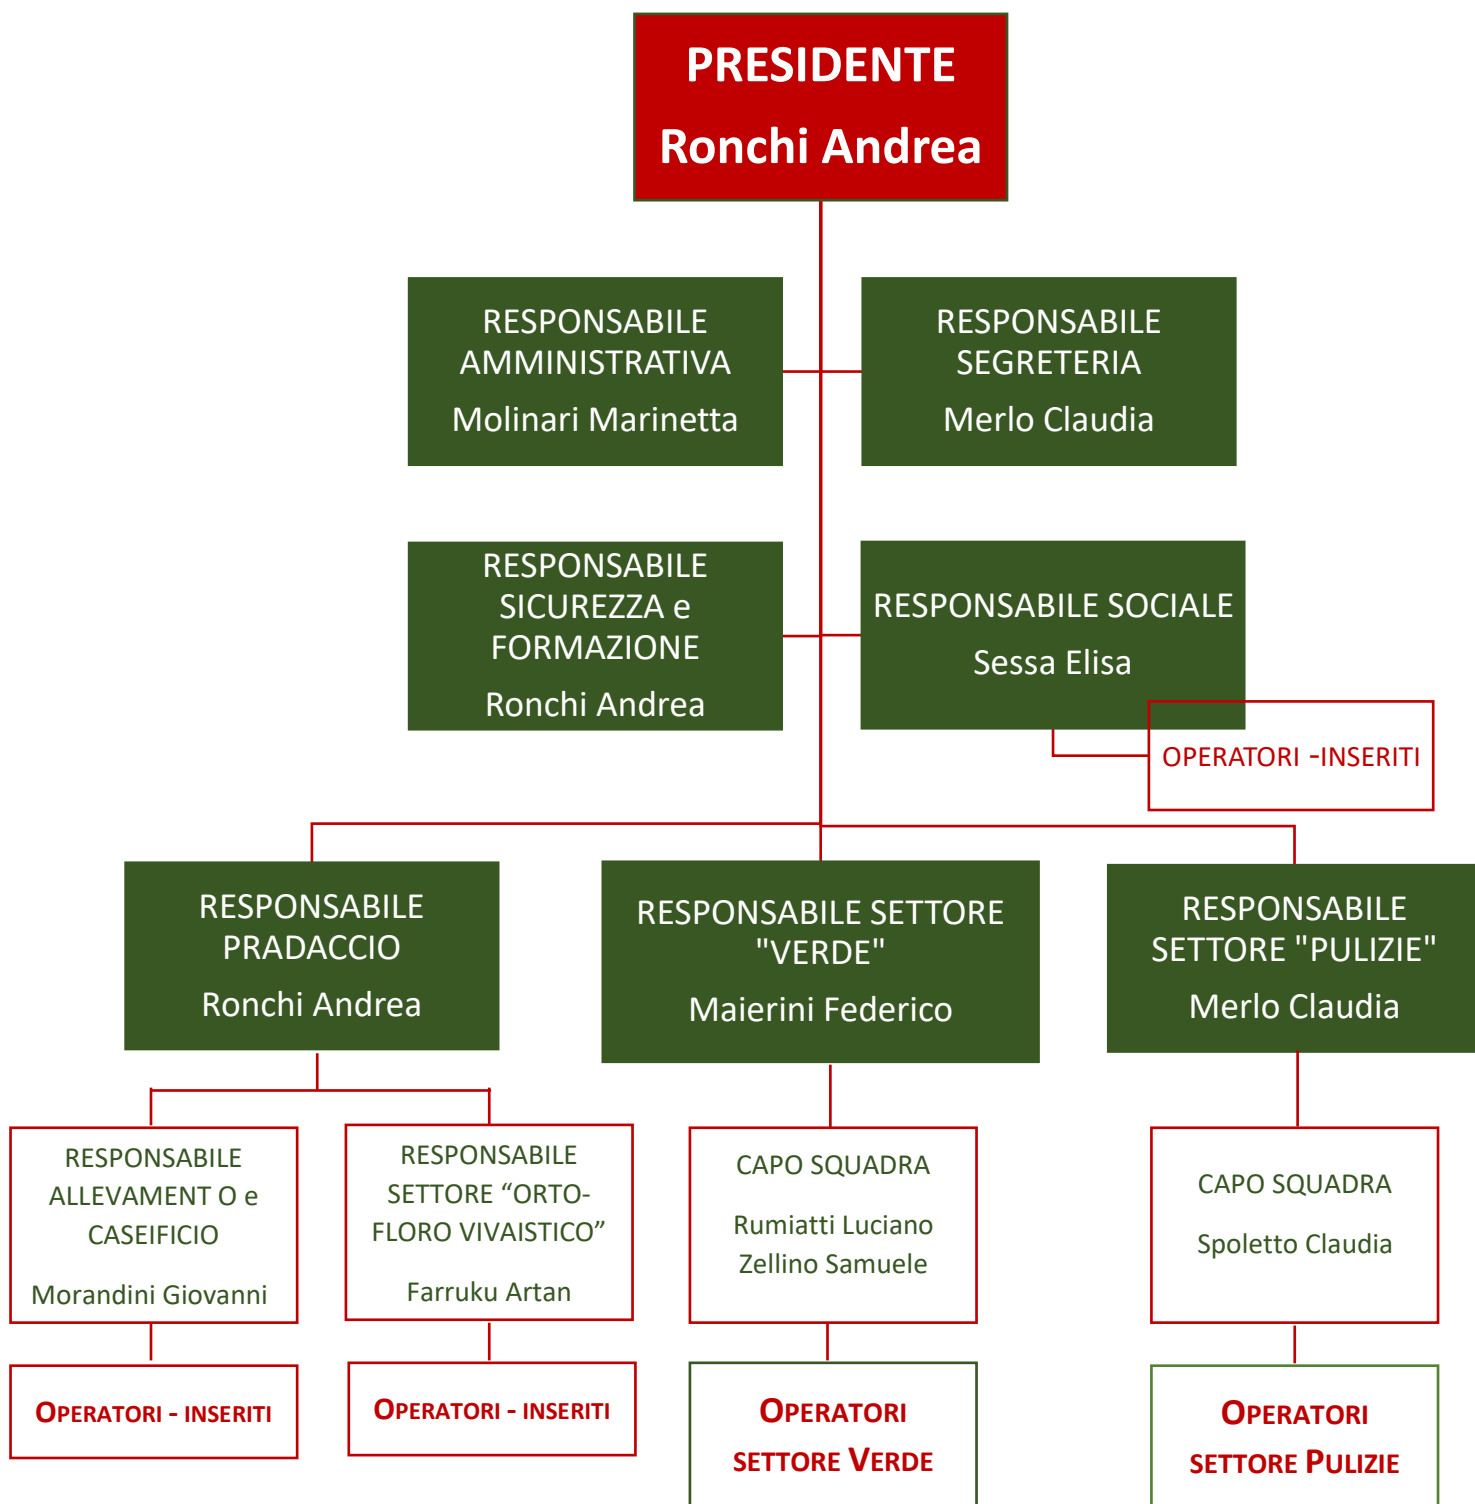 PRESIDENTE
Ronchi Andrea
RESPONSABILE
AMMINISTRATIVA
Molinari Marinetta
RESPONSABILE
SEGRETERIA
Merlo Claudia
RESPONSABILE
SICUREZZA e
FORMAZIONE
Ronchi Andrea
RESPONSABILE SOCIALE
Sessa Elisa
OPERATORI -INSERITI
RESPONSABILE
PRADACCIO
Ronchi Andrea
RESPONSABILE SETTORE
"VERDE"
Maierini Federico
RESPONSABILE
SETTORE "PULIZIE"
Merlo Claudia
RESPONSABILE
ALLEVAMENT O e
CASEIFICIO
Morandini Giovanni
RESPONSABILE
SETTORE “ORTO-
FLORO VIVAISTICO”
Farruku Artan
CAPO SQUADRA
Rumiatti Luciano
Zellino Samuele
CAPO SQUADRA
Spoletto Claudia
OPERATORI - INSERITI
OPERATORI - INSERITI
OPERATORI
SETTORE VERDE
OPERATORI
SETTORE PULIZIE